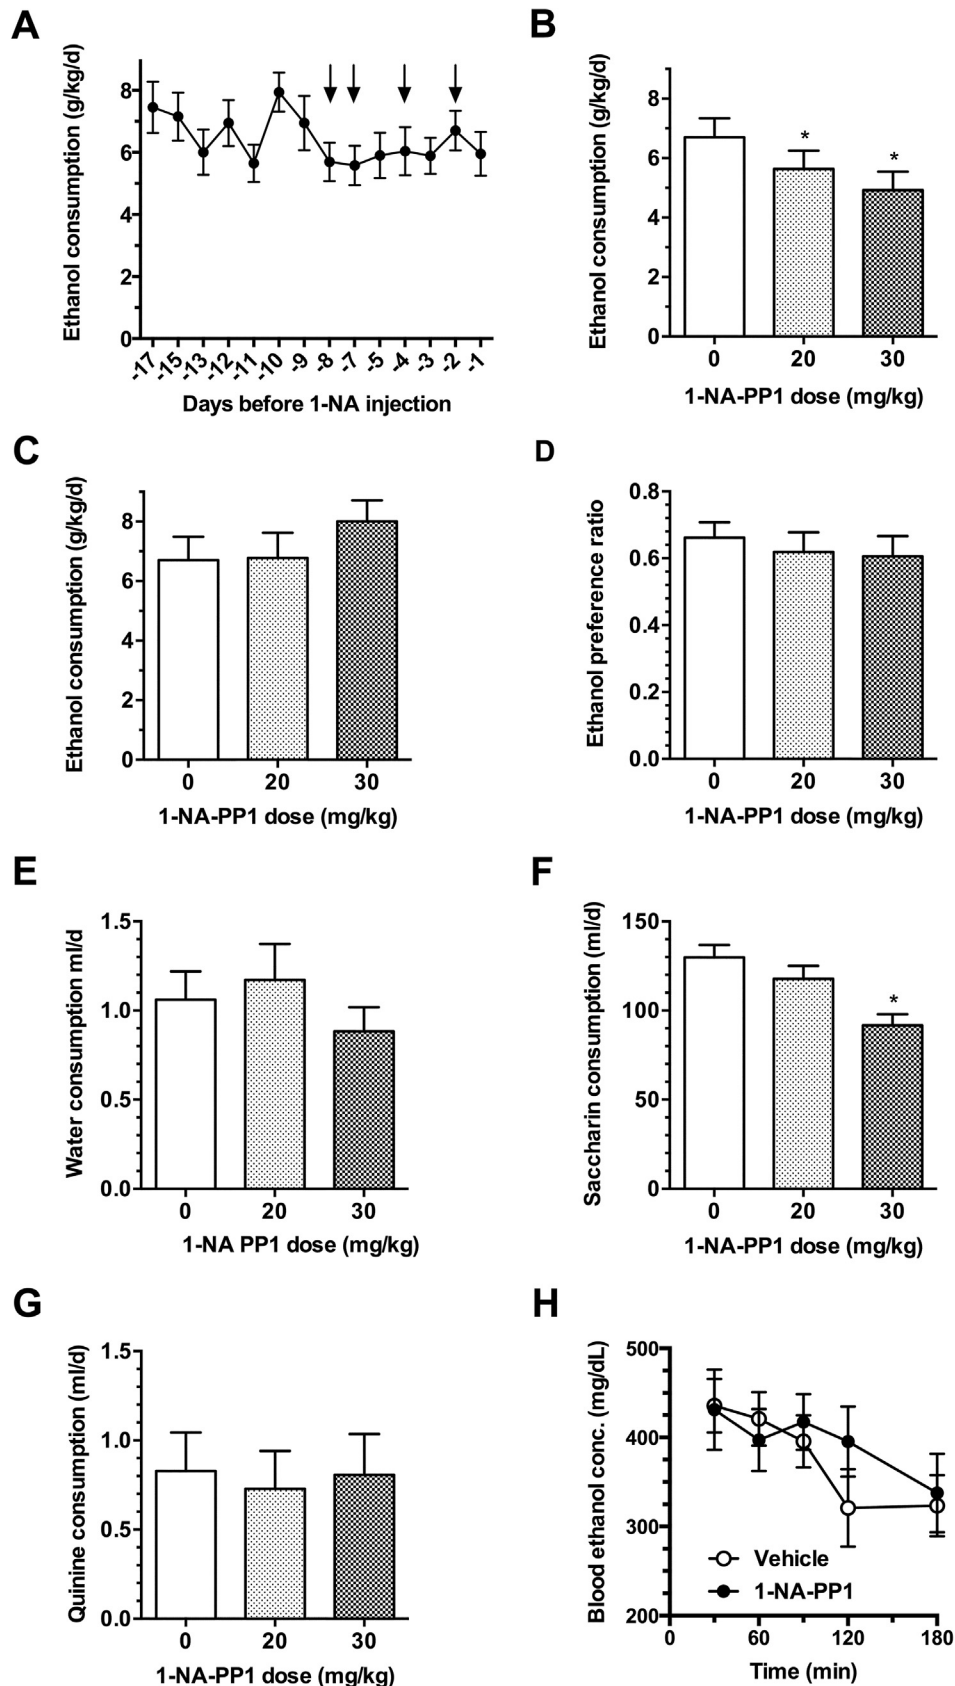 A
Ethanol consumption (g/kg/d)
8
6
4
2
0
-17 -15 -13 -12 -11 -10 -9 -8 -7 -5 -4 -3 -2 -1
Days before 1-NA injection
B
Ethanol consumption (g/kg/d)
8
6
4
2
0
*
*
0 20 30
1-NA-PP1 dose (mg/kg)
C
Ethanol consumption (g/kg/d)
8
6
4
2
0
0 20 30
1-NA-PP1 dose (mg/kg)
D
Ethanol preference ratio
0.8
0.6
0.4
0.2
0.0
0 20 30
1-NA-PP1 dose (mg/kg)
E
Water consumption ml/d
1.5
1.0
0.5
0.0
0 20 30
1-NA PP1 dose (mg/kg)
F
Saccharin consumption (ml/d)
150
100
50
0
*
0 20 30
1-NA-PP1 dose (mg/kg)
G
Quinine consumption (ml/d)
1.5
1.0
0.5
0.0
0 20 30
1-NA-PP1 dose (mg/kg)
H
Blood ethanol conc. (mg/dL)
500
400
300
200
Vehicle
1-NA-PP1
0 60 120 180
Time (min)